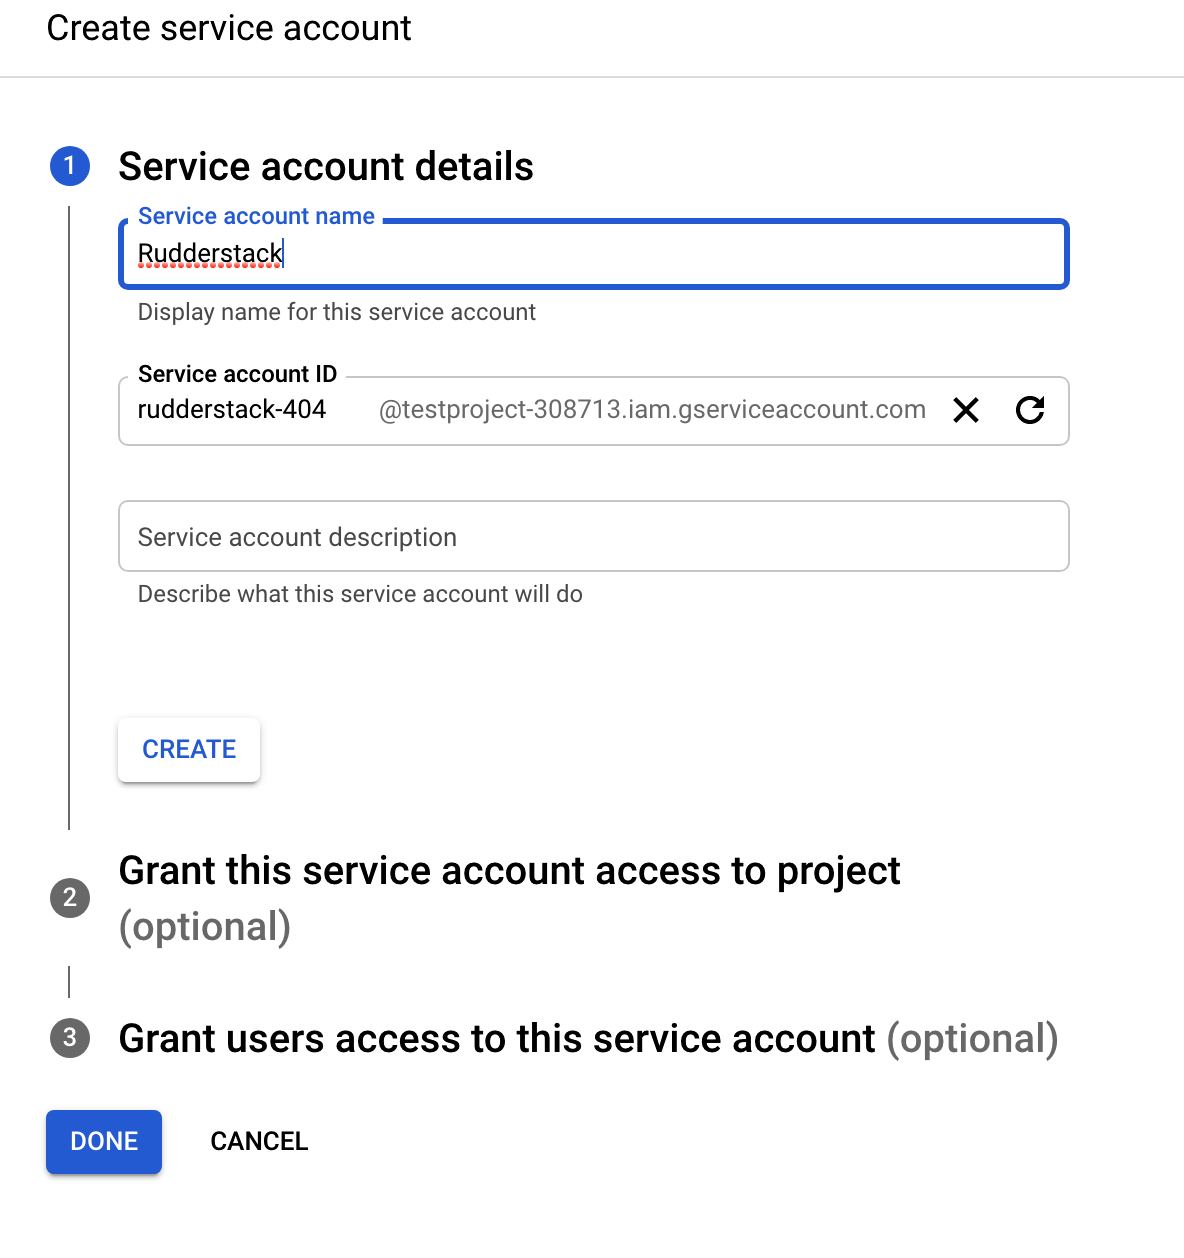 Create service account
1 Service account details
Service account name
Rudderstack
Display name for this service account
Service account ID
rudderstack-404 @testproject-308713.iam.gserviceaccount.com
Service account description
Describe what this service account will do
CREATE
2 Grant this service account access to project
(optional)
3 Grant users access to this service account (optional)
DONE CANCEL